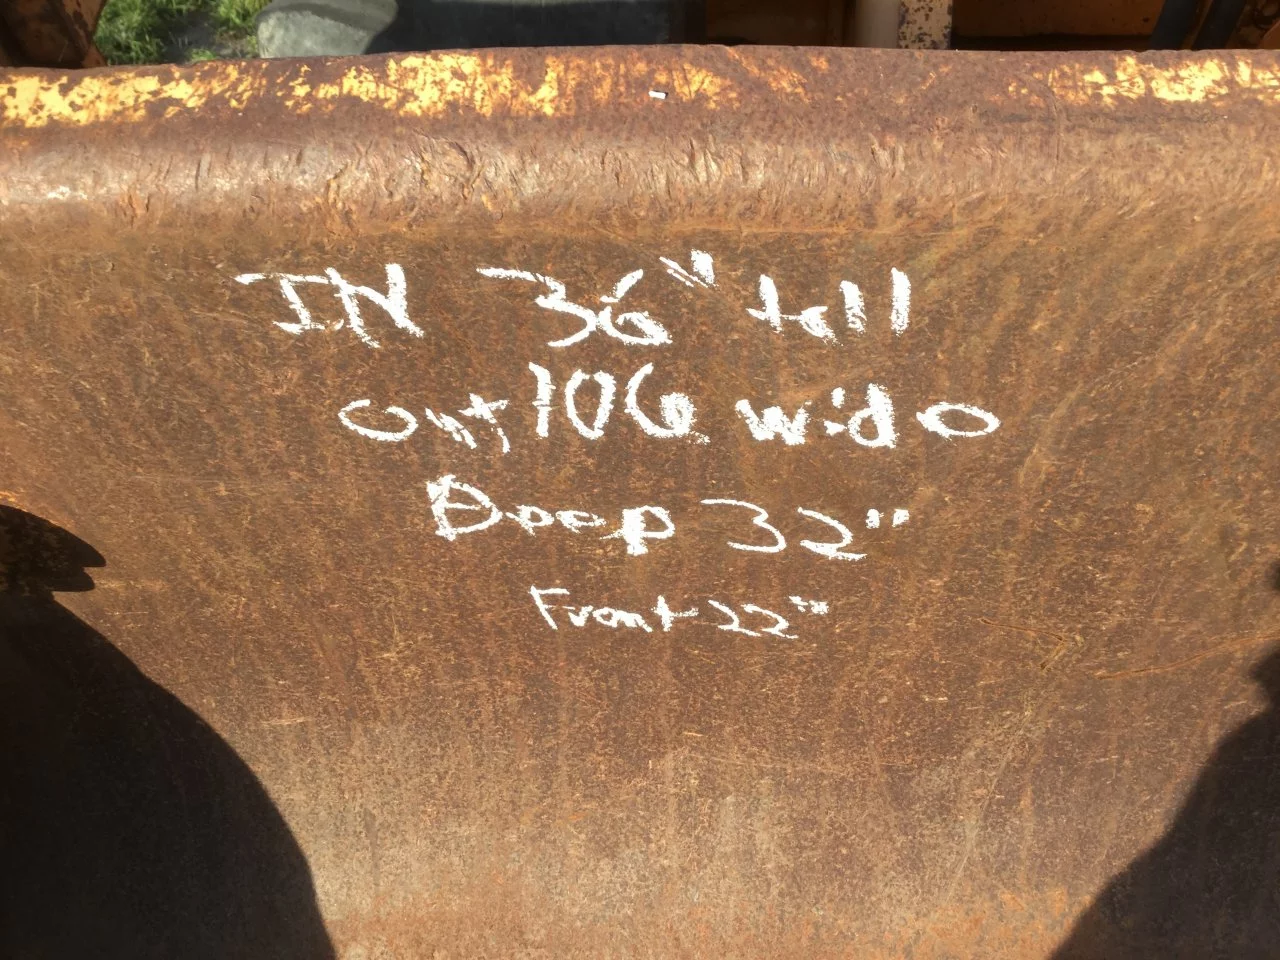 IN 36" tall
Out 106 wide
Deep 32"
Front 22"